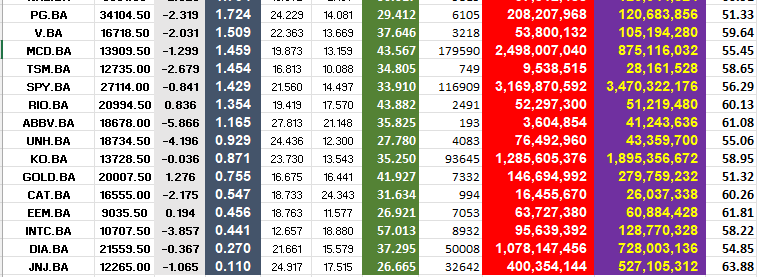 PG.BA 34104.50 -2.319 1.724 24.229 14.081 29.412 6105 208,207,968 120,683,856 51.33
V.BA 16718.50 -2.031 1.509 22.363 13.669 37.646 3218 53,800,132 105,194,280 59.64
MCD.BA 13909.50 -1.299 1.459 19.873 13.159 43.567 179590 2,498,007,040 875,116,032 55.45
TSM.BA 12735.00 -2.679 1.454 16.813 10.088 34.805 749 9,538,515 28,161,528 58.65
SPY.BA 27114.00 -0.841 1.429 21.560 14.497 33.910 116909 3,169,870,592 3,470,322,176 56.29
RIO.BA 20994.50 0.836 1.354 19.419 17.570 43.882 2491 52,297,300 51,219,480 60.13
ABBV.BA 18678.00 -5.866 1.165 27.813 21.148 35.825 193 3,604,854 41,243,636 61.08
UNH.BA 18734.50 -4.196 0.929 24.436 12.300 27.780 4083 76,492,960 43,359,700 55.06
KO.BA 13728.50 -0.036 0.871 23.730 13.543 35.250 93645 1,285,605,376 1,895,356,672 58.95
GOLD.BA 20007.50 1.276 0.755 16.675 16.441 41.927 7332 146,694,992 279,759,232 51.32
CAT.BA 16555.00 -2.175 0.547 18.733 24.343 31.634 994 16,455,670 26,037,338 60.26
EEM.BA 9035.50 0.194 0.456 18.763 11.577 26.921 7053 63,727,380 60,884,428 61.81
INTC.BA 10707.50 -3.857 0.441 12.657 18.880 57.013 8932 95,639,392 128,770,328 58.22
DIA.BA 21559.50 -0.367 0.270 21.661 15.579 37.295 50008 1,078,147,456 728,003,136 54.85
JNJ.BA 12265.00 -1.065 0.110 24.917 17.515 26.665 32642 400,354,144 527,105,312 63.88